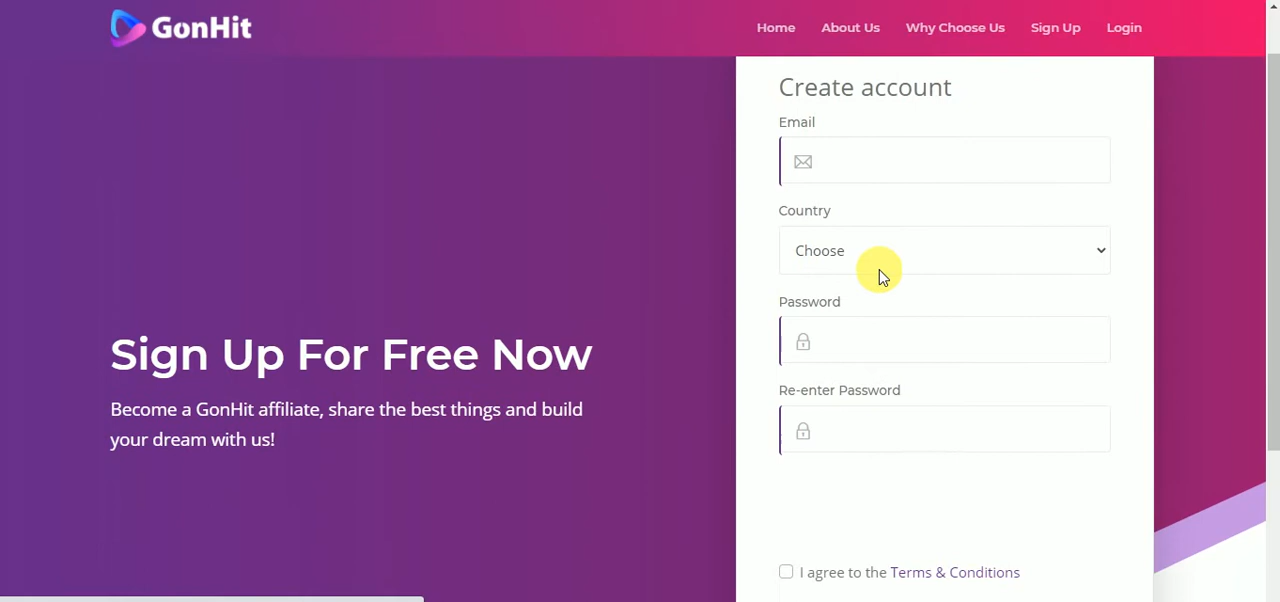 GonHit
Home
About Us
Why Choose Us
Sign Up
Login
Create account
Email
Country
Choose
Password
Re-enter Password
I agree to the Terms & Conditions
Sign Up For Free Now
Become a GonHit affiliate, share the best things and build
your dream with us!